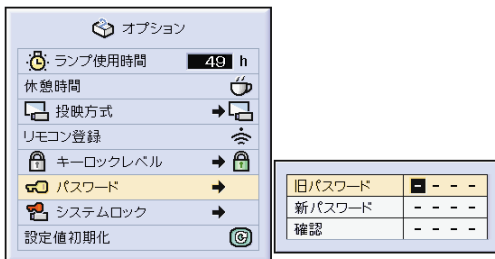 オプション
ランプ使用時間 49 h
休憩時間
投映方式
リモコン登録
キーロックレベル
パスワード
システムロック
設定値初期化
旧パスワード - - - -
新パスワード - - - -
確認 - - - -